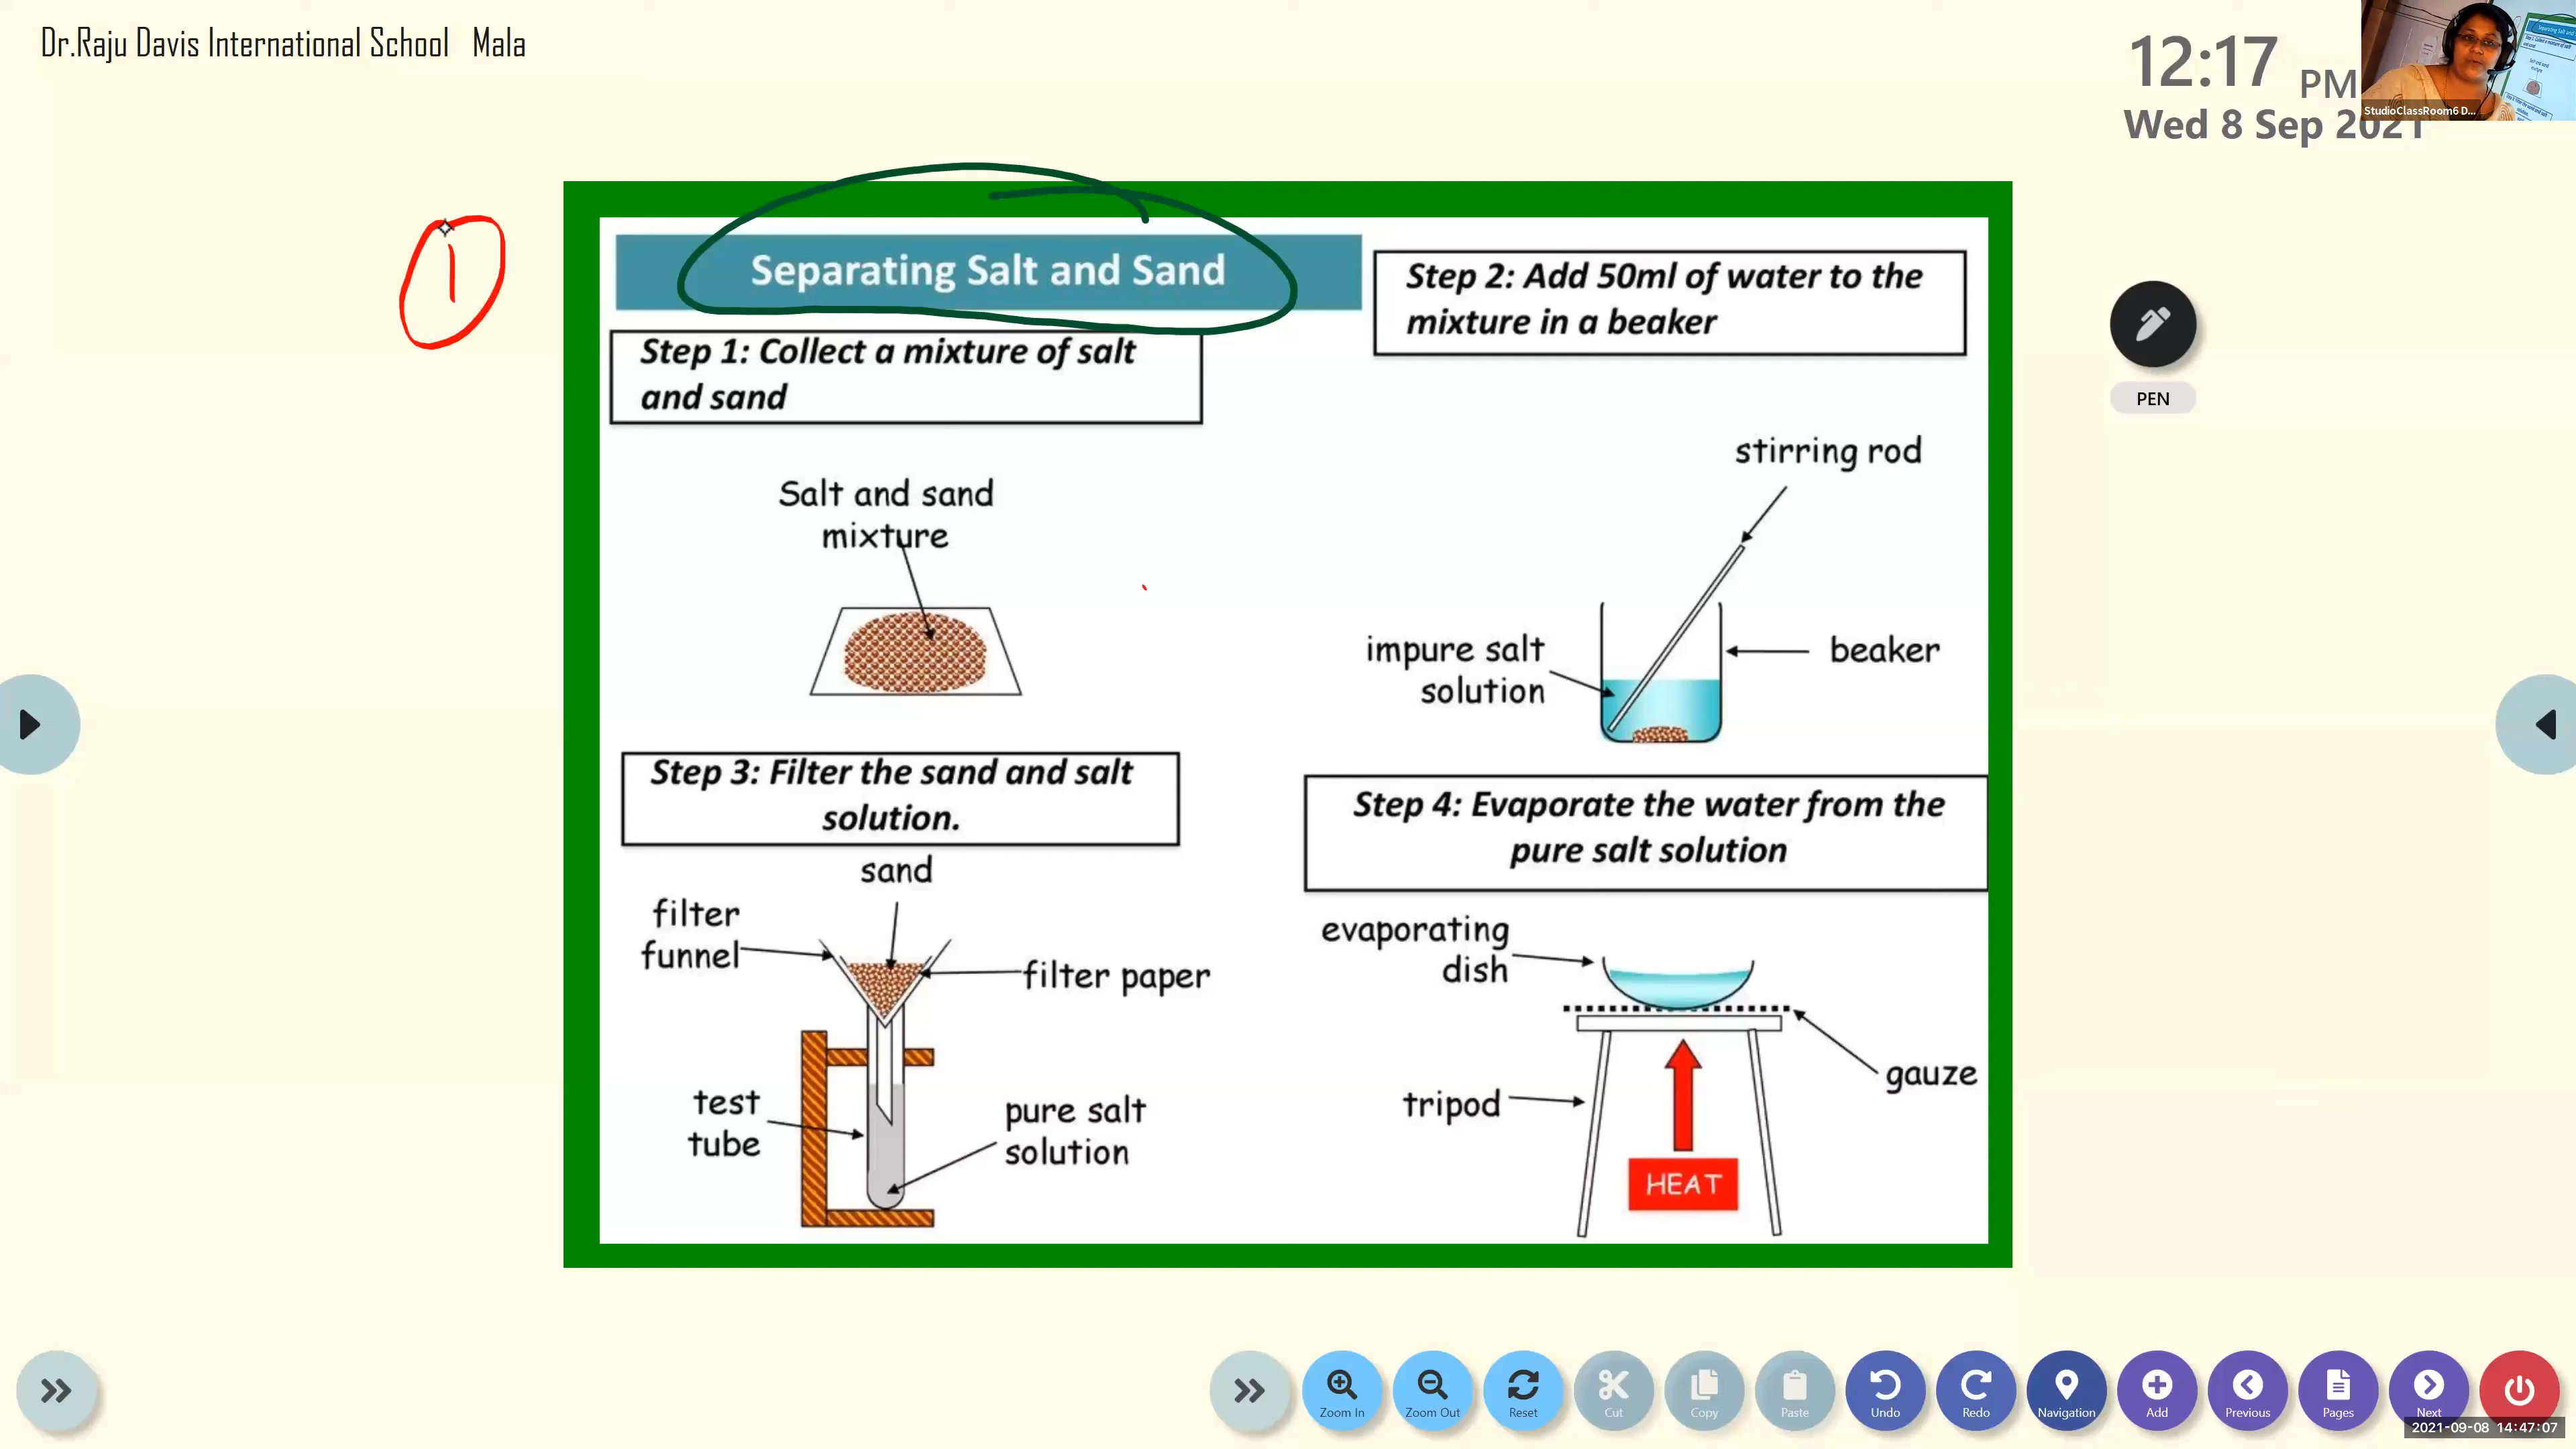 Dr.Raju Davis International School Mala
12:17 PM
Wed 8 Sep 2021
StudioClassRoom6 D...
1
Separating Salt and Sand
Step 1: Collect a mixture of salt
and sand
Salt and sand
mixture
Step 2: Add 50ml of water to the
mixture in a beaker
stirring rod
impure salt
solution
beaker
Step 3: Filter the sand and salt
solution.
sand
filter
funnel
filter paper
test
tube
pure salt
solution
Step 4: Evaporate the water from the
pure salt solution
evaporating
dish
gauze
tripod
HEAT
PEN
Zoom In
Zoom Out
Reset
Cut
Copy
Paste
Undo
Redo
Navigation
Add
Previous
Pages
Next
2021-09-08 14:47:07